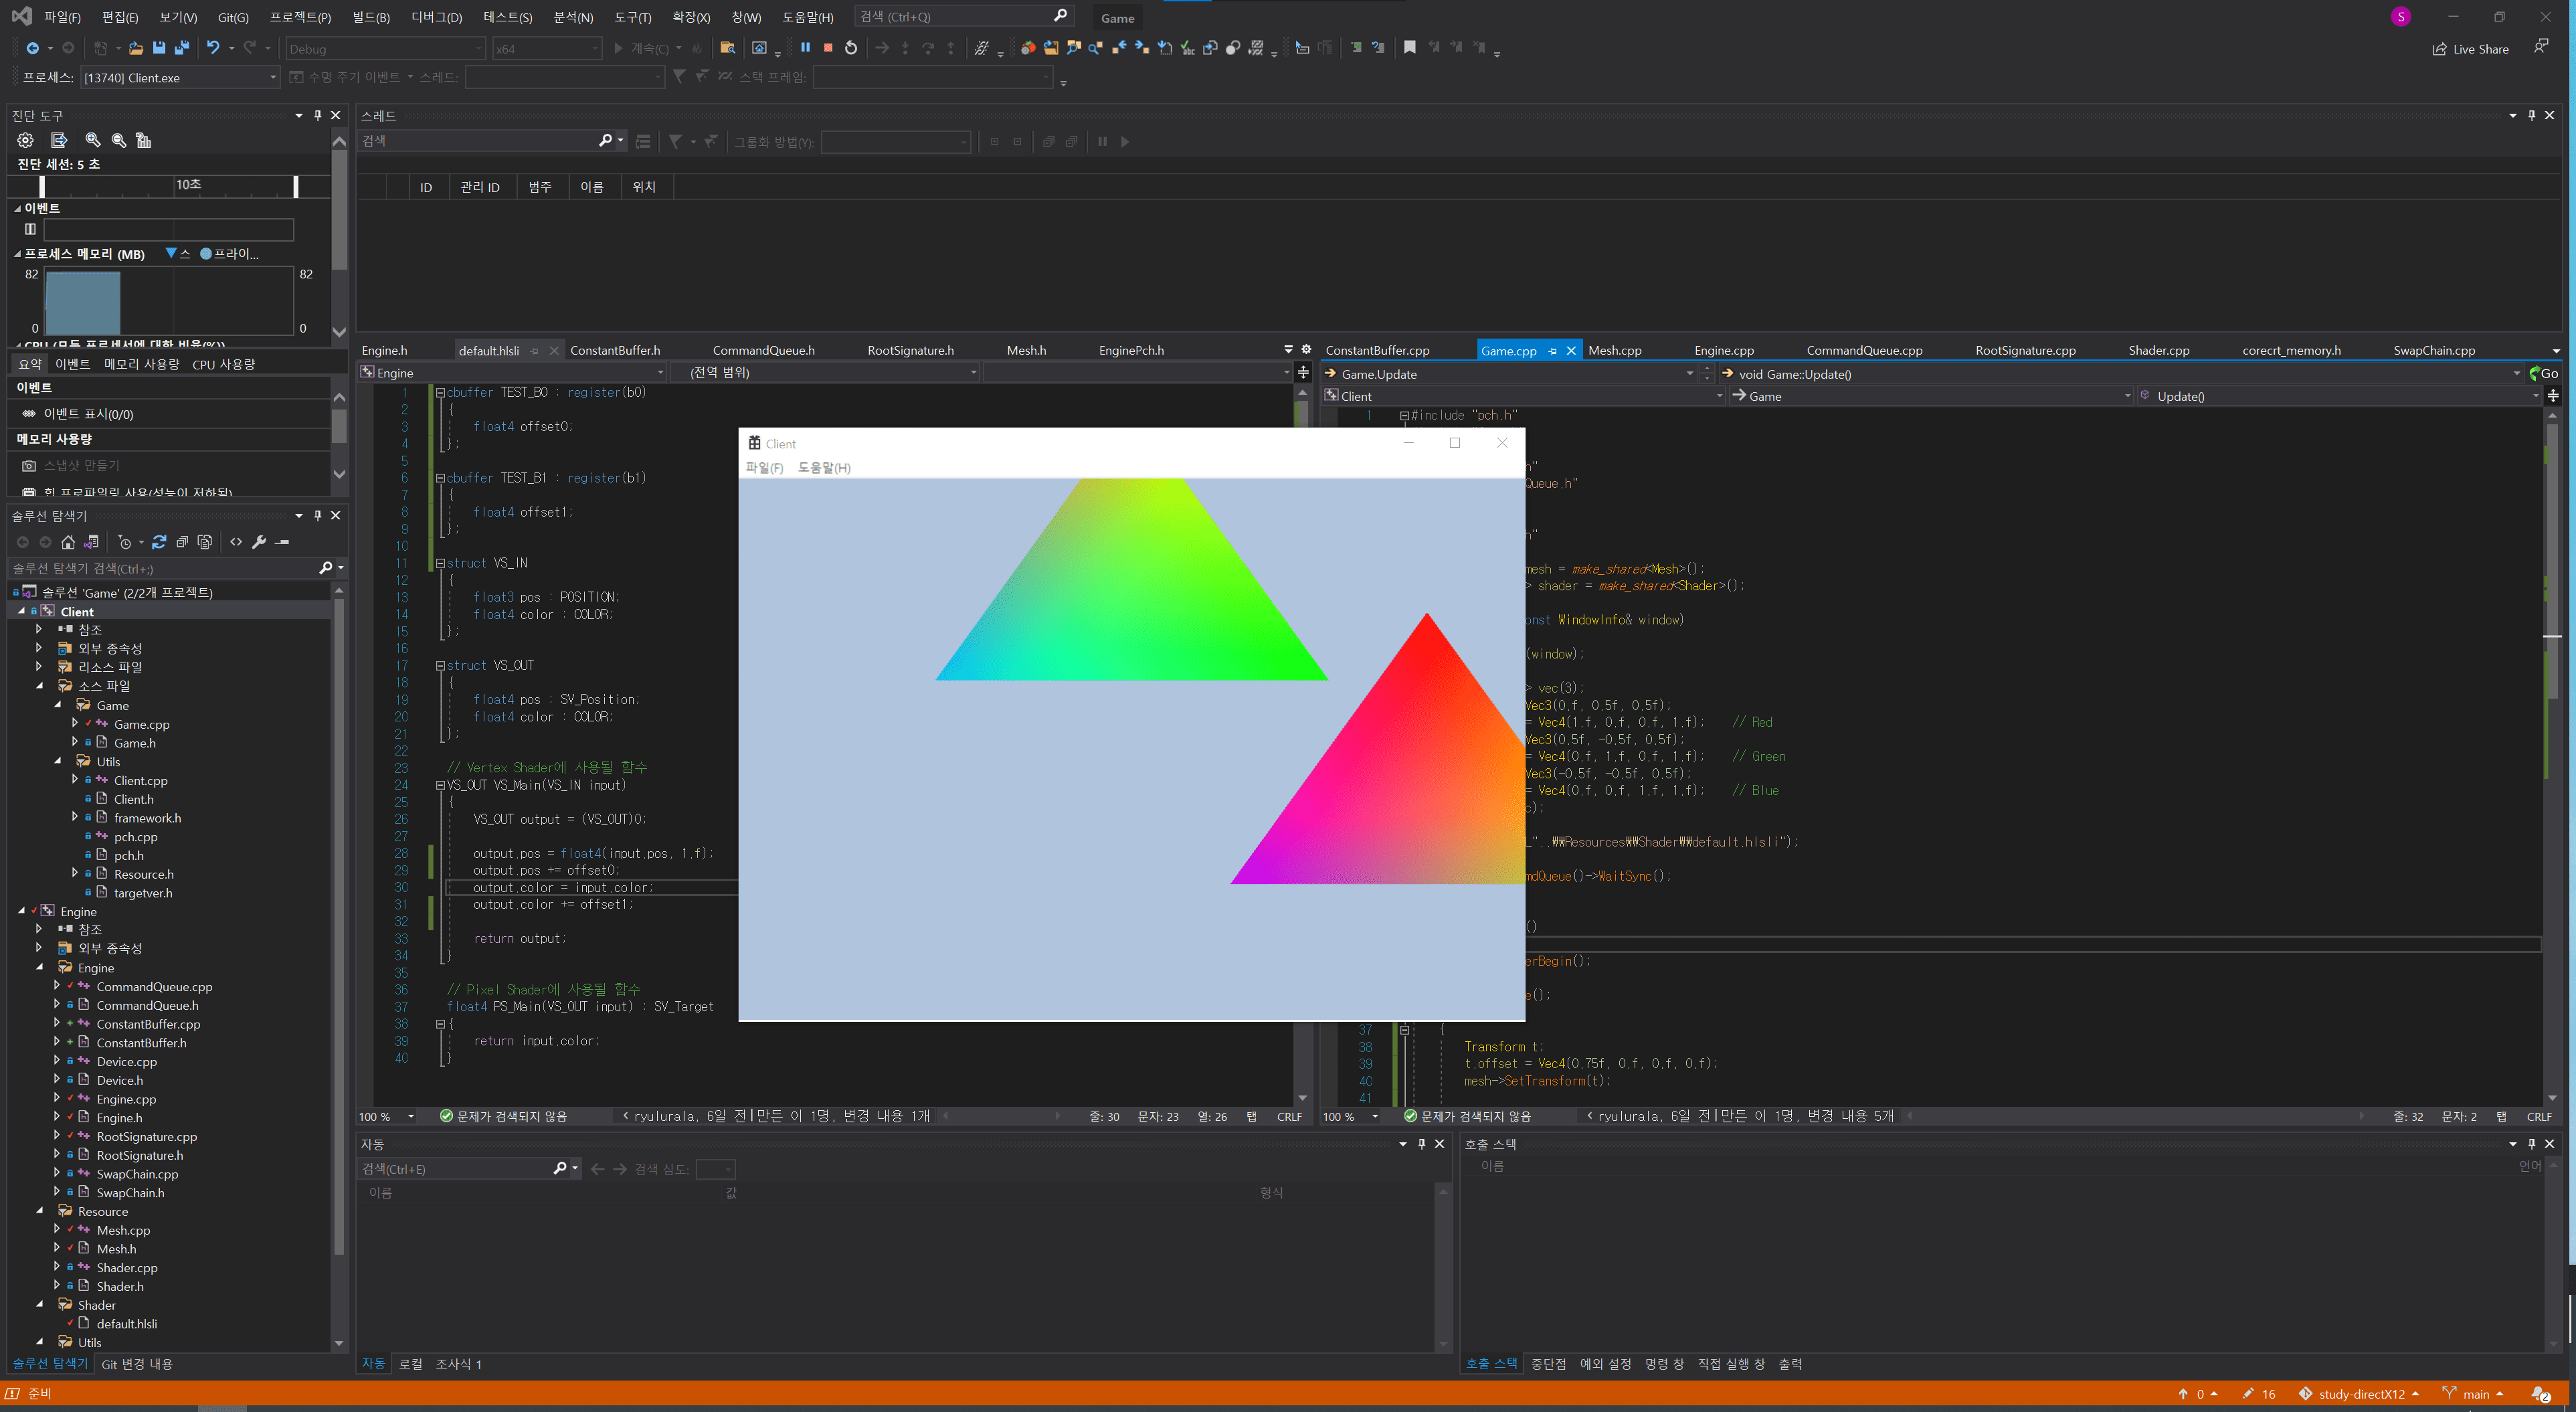 파일(F) 편집(E) 보기(V) Git(G) 프로젝트(P) 빌드(B) 디버그(D) 테스트(S) 분석(N) 도구(T) 확장(X) 창(W) 도움말(H) 검색 (Ctrl+Q) Game S
Debug x64 계속(C) Live Share
프로세스: [13740] Client.exe 수명 주기 이벤트 스레드: 스택 프레임:
진단 도구
진단 세션: 5 초
10초
이벤트
프로세스 메모리 (MB) 스 프라이...
82 82
0 0
CPU (모든 프로세서에 대한 비율(%))
요약 이벤트 메모리 사용량 CPU 사용량
이벤트
이벤트 표시(0/0)
메모리 사용량
스냅샷 만들기
힙 프로파일링 사용(성능이 저하됨)
솔루션 탐색기
솔루션 탐색기 검색(Ctrl+;)
솔루션 'Game' (2/2개 프로젝트)
Client
참조
외부 종속성
리소스 파일
소스 파일
Game
Game.cpp
Game.h
Utils
Client.cpp
Client.h
framework.h
pch.cpp
pch.h
Resource.h
targetver.h
Engine
참조
외부 종속성
Engine
CommandQueue.cpp
CommandQueue.h
ConstantBuffer.cpp
ConstantBuffer.h
Device.cpp
Device.h
Engine.cpp
Engine.h
RootSignature.cpp
RootSignature.h
SwapChain.cpp
SwapChain.h
Resource
Mesh.cpp
Mesh.h
Shader.cpp
Shader.h
Shader
default.hlsli
Utils
솔루션 탐색기 Git 변경 내용
스레드
검색 그룹화 방법(Y):
ID 관리 ID 범주 이름 위치
Engine.h default.hlsli ConstantBuffer.h CommandQueue.h RootSignature.h Mesh.h EnginePch.h
Engine (전역 범위)
1 cbuffer TEST_B0 : register(b0)
2 {
3 float4 offset0;
4 };
5
6 cbuffer TEST_B1 : register(b1)
7 {
8 float4 offset1;
9 };
10
11 struct VS_IN
12 {
13 float3 pos : POSITION;
14 float4 color : COLOR;
15 };
16
17 struct VS_OUT
18 {
19 float4 pos : SV_Position;
20 float4 color : COLOR;
21 };
22
23 // Vertex Shader에 사용될 함수
24 VS_OUT VS_Main(VS_IN input)
25 {
26 VS_OUT output = (VS_OUT)0;
27
28 output.pos = float4(input.pos, 1.f);
29 output.pos += offset0;
30 output.color = input.color;
31 output.color += offset1;
32
33 return output;
34 }
35
36 // Pixel Shader에 사용될 함수
37 float4 PS_Main(VS_OUT input) : SV_Target
38 {
39 return input.color;
40 }
100 % 문제가 검색되지 않음 ryulurala, 6일 전|만든 이 1명, 변경 내용 1개 줄: 30 문자: 23 열: 26 탭 CRLF
Client
파일(F) 도움말(H)
ConstantBuffer.cpp Game.cpp Mesh.cpp Engine.cpp CommandQueue.cpp RootSignature.cpp Shader.cpp corecrt_memory.h SwapChain.cpp
Game.Update void Game::Update() Go
Client Game Update()
1 #include "pch.h"
h"
Queue.h"
h"
mesh = make_shared<Mesh>();
> shader = make_shared<Shader>();
onst WindowInfo& window)
(window);
> vec(3);
Vec3(0.f, 0.5f, 0.5f);
= Vec4(1.f, 0.f, 0.f, 1.f); // Red
Vec3(0.5f, -0.5f, 0.5f);
= Vec4(0.f, 1.f, 0.f, 1.f); // Green
Vec3(-0.5f, -0.5f, 0.5f);
= Vec4(0.f, 0.f, 1.f, 1.f); // Blue
c);
L"..₩₩Resources₩₩Shader₩₩default.hlsli");
mdQueue()->WaitSync();
()
erBegin();
e();
37 {
38 Transform t;
39 t.offset = Vec4(0.75f, 0.f, 0.f, 0.f);
40 mesh->SetTransform(t);
41
100 % 문제가 검색되지 않음 ryulurala, 6일 전|만든 이 1명, 변경 내용 5개 줄: 32 문자: 2 탭 CRLF
자동
검색(Ctrl+E) 검색 심도:
이름 값 형식
자동 로컬 조사식 1
호출 스택
이름 언어
호출 스택 중단점 예외 설정 명령 창 직접 실행 창 출력
준비 0 16 study-directX12 main 2